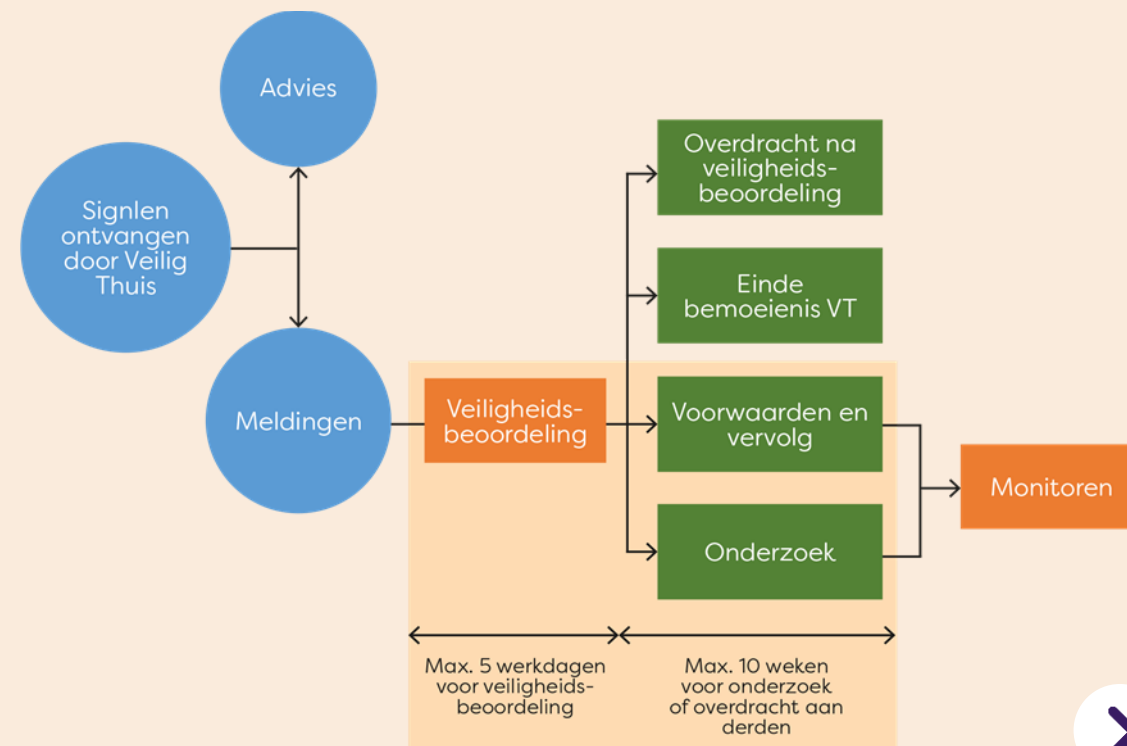 Advies
Signlen
ontvangen
door Veilig
Thuis
Meldingen
Veiligheids-
beoordeling
Overdracht na
veiligheids-
beoordeling
Einde
bemoeienis VT
Voorwaarden en
vervolg
Onderzoek
Monitoren
Max. 5 werkdagen
voor veiligheids-
beoordeling
Max. 10 weken
voor onderzoek
of overdracht aan
derden